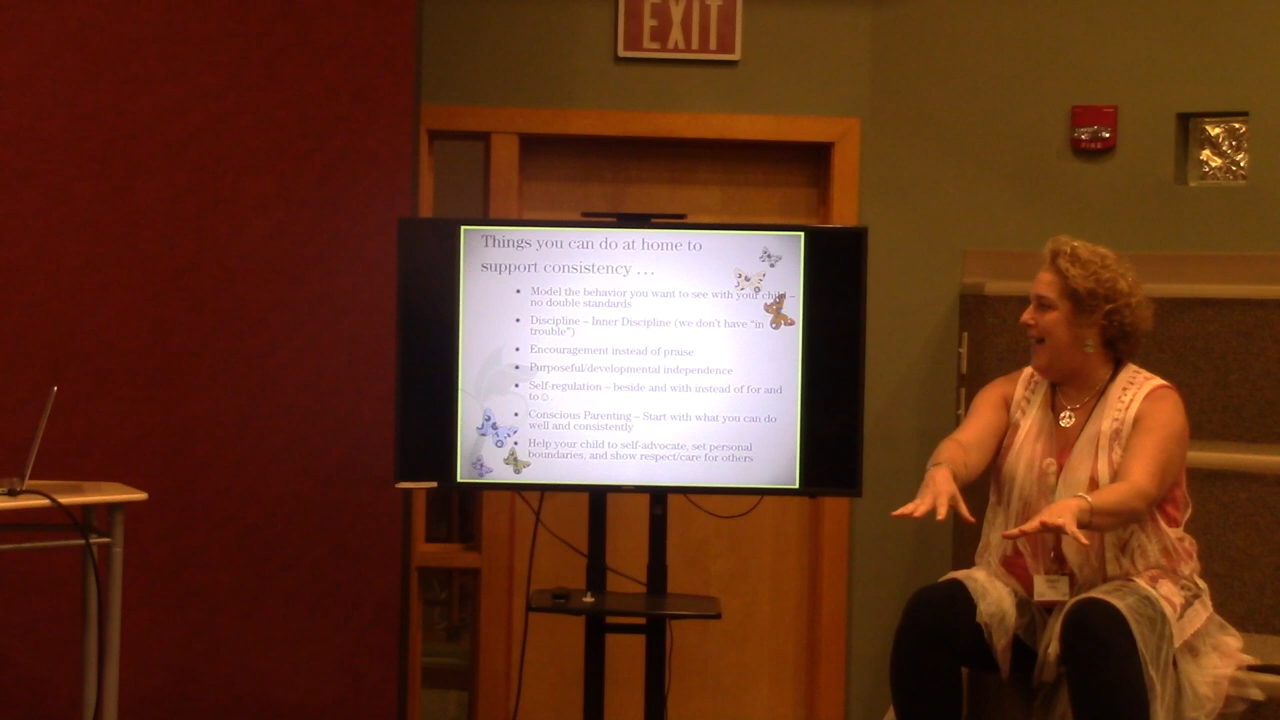 EXIT
FIRE
Things you can do at home to
support consistency ...
• Model the behavior you want to see with your child –
no double standards
• Discipline – Inner Discipline (we don't have "in
trouble")
• Encouragement instead of praise
• Purposeful/developmental independence
• Self-regulation – beside and with instead of for and
to☺.
• Conscious Parenting – Start with what you can do
well and consistently
• Help your child to self-advocate, set personal
boundaries, and show respect/care for others